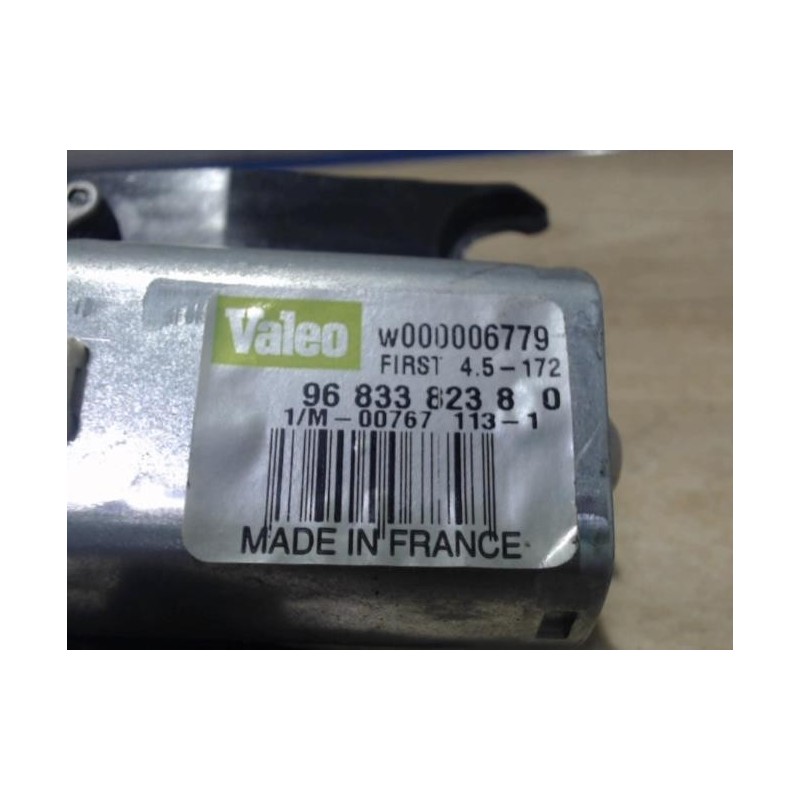 Valeo w000006779
FIRST 4.5-172
96 833 823 8 0
1/M-00767 113-1
MADE IN FRANCE